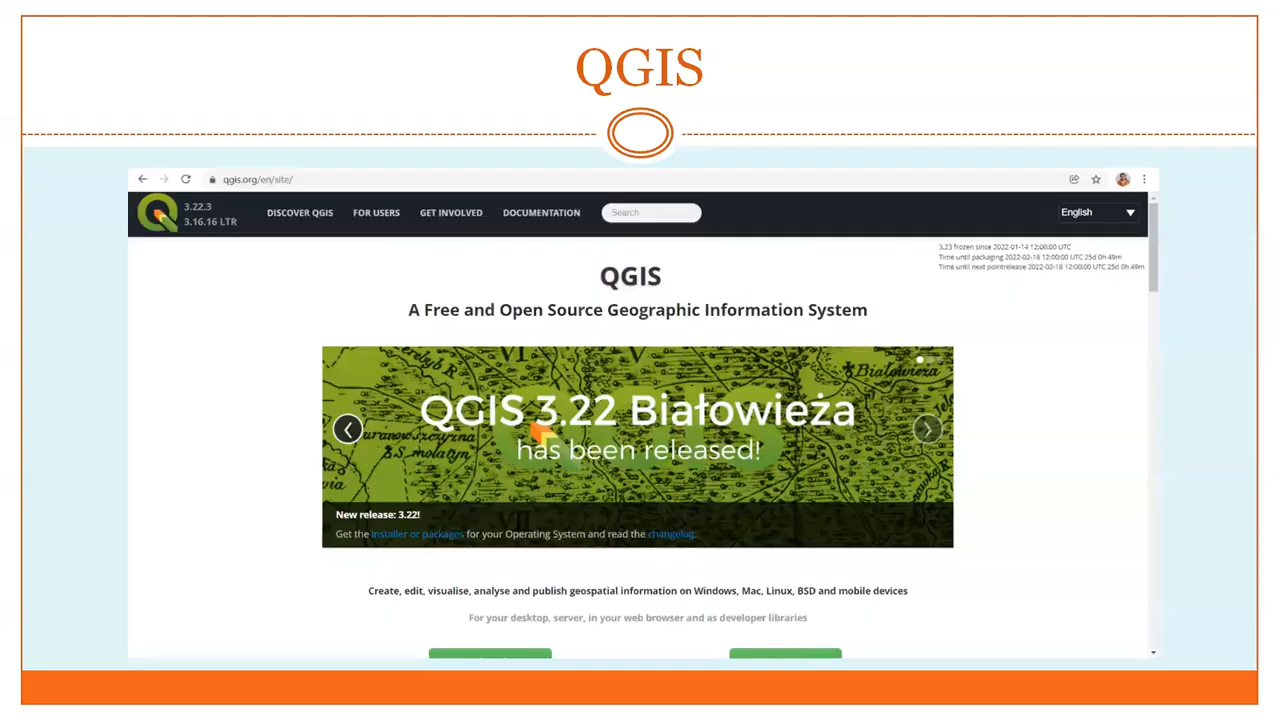 QGIS
qgis.org/en/site/
3.22.3
3.16.16 LTR
DISCOVER QGIS FOR USERS GET INVOLVED DOCUMENTATION Search English
3.23 frozen since 2022-01-14 12:00:00 UTC
Time until packaging 2022-02-18 12:00:00 UTC 25d 0h 49m
Time until next pointrelease 2022-02-18 12:00:00 UTC 25d 0h 49m
QGIS
A Free and Open Source Geographic Information System
QGIS 3.22 Białowieża
has been released!
New release: 3.22!
Get the installer or packages for your Operating System and read the changelog.
Create, edit, visualise, analyse and publish geospatial information on Windows, Mac, Linux, BSD and mobile devices
For your desktop, server, in your web browser and as developer libraries